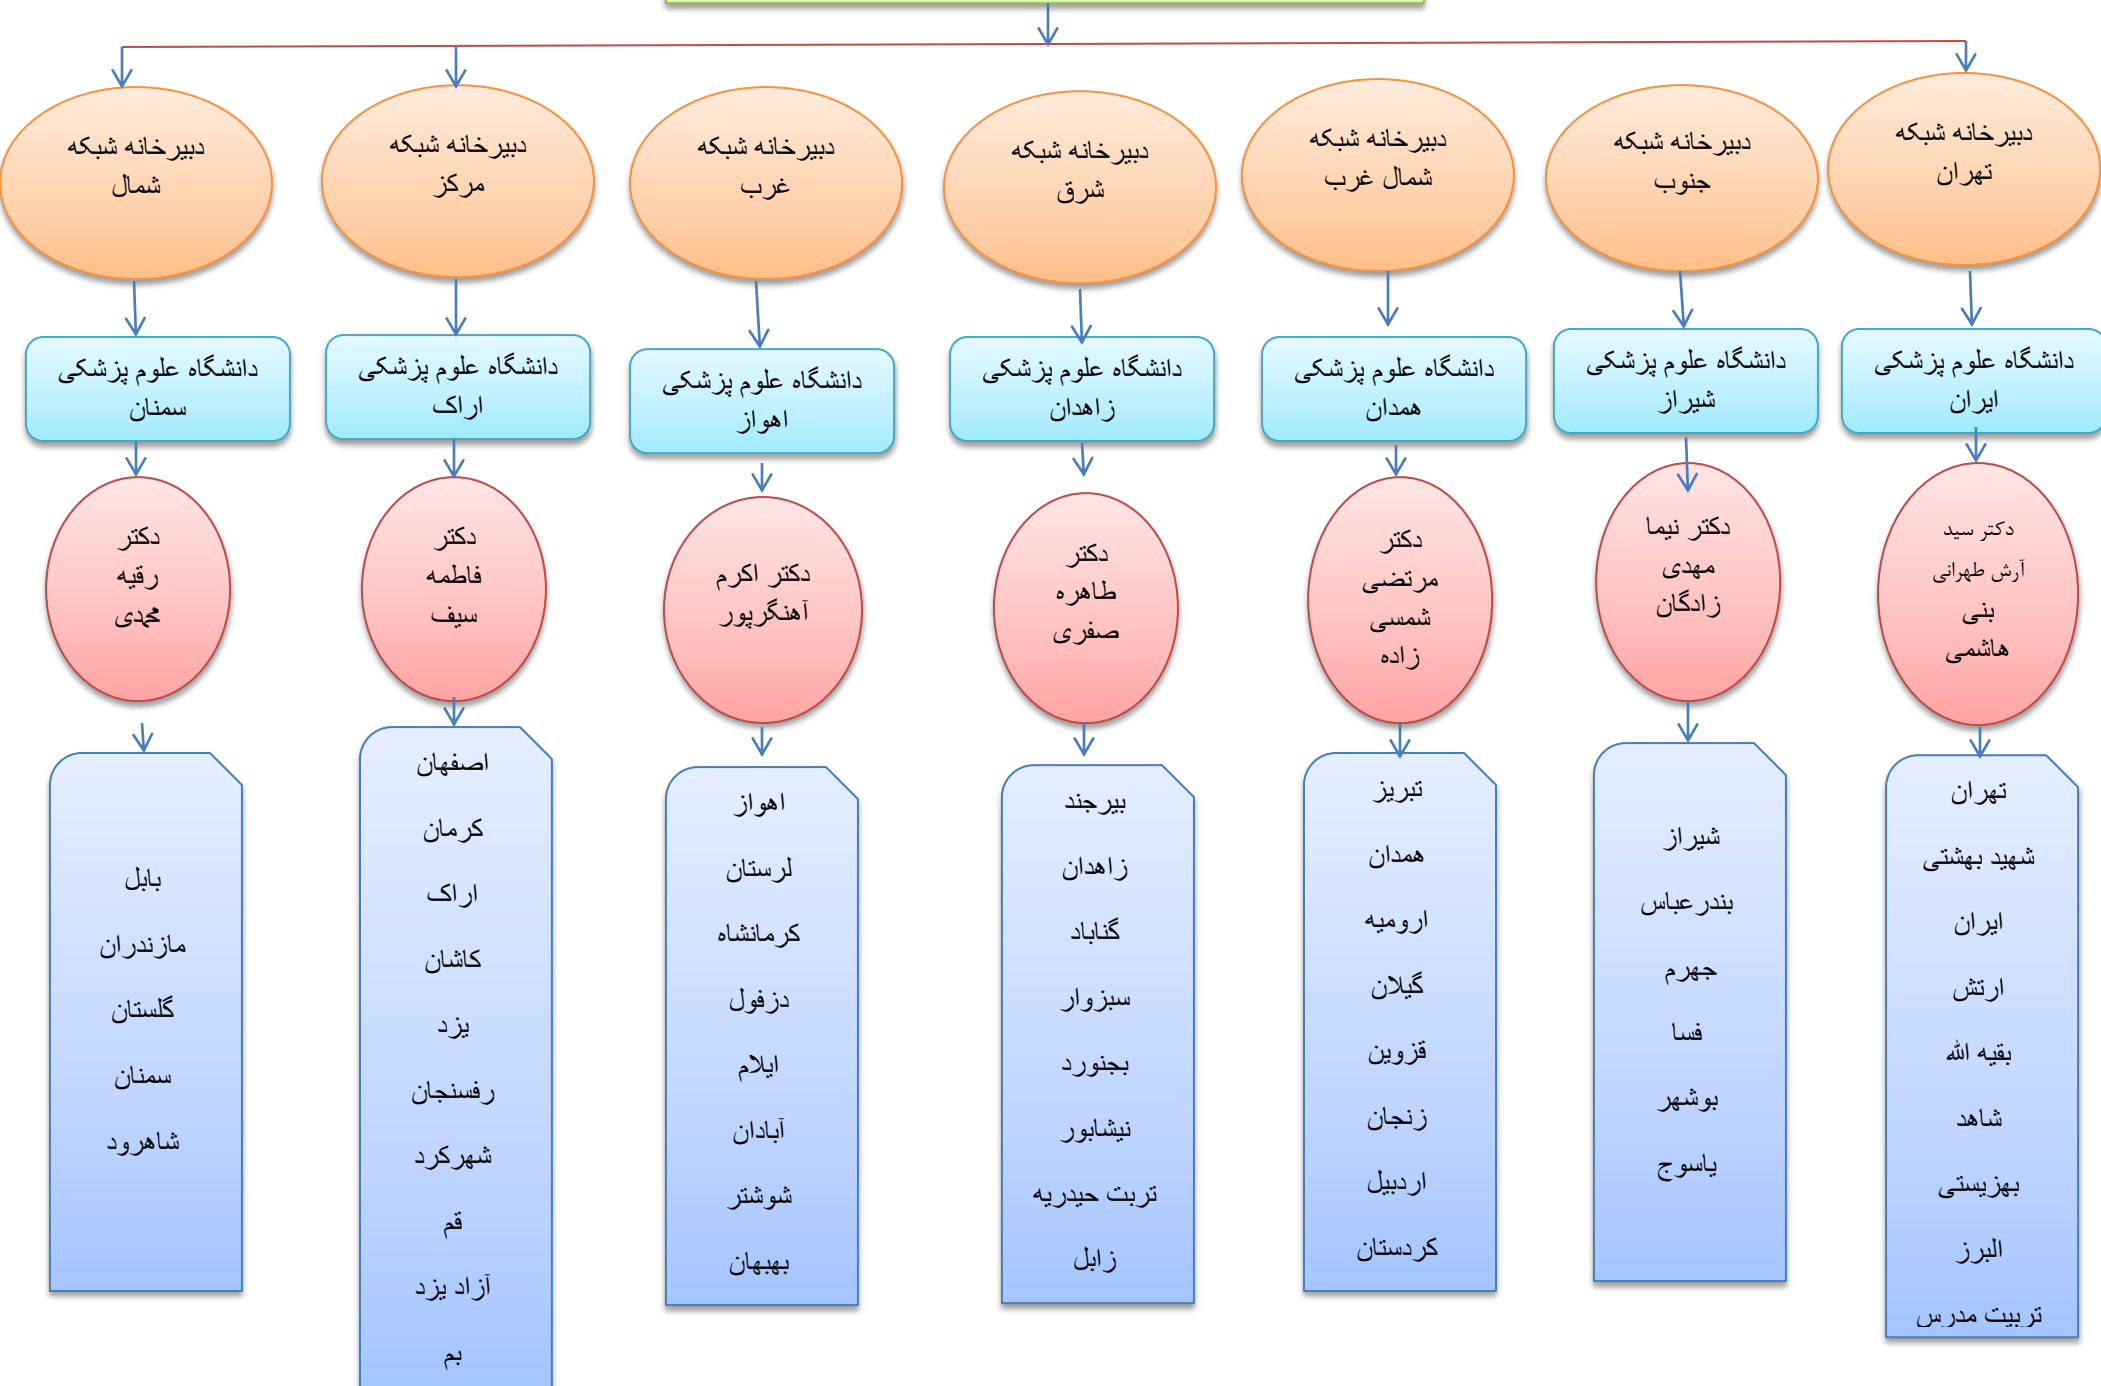 دبیرخانه شبکه
تهران
دبیرخانه شبکه
جنوب
دبیرخانه شبکه
شمال غرب
دبیرخانه شبکه
شرق
دبیرخانه شبکه
غرب
دبیرخانه شبکه
مرکز
دبیرخانه شبکه
شمال
دانشگاه علوم پزشکی
ایران
دانشگاه علوم پزشکی
شیراز
دانشگاه علوم پزشکی
همدان
دانشگاه علوم پزشکی
زاهدان
دانشگاه علوم پزشکی
اهواز
دانشگاه علوم پزشکی
اراک
دانشگاه علوم پزشکی
سمنان
دکتر سید
آرش طهرانی
بنی
هاشمی
دکتر نیما
مهدی
زادگان
دکتر
مرتضی
شمسی
زاده
دکتر
طاهره
صفری
دکتر اکرم
آهنگرپور
دکتر
فاطمه
سیف
دکتر
رقیه
محمدی
تهران
شهید بهشتی
ایران
ارتش
بقیه الله
شاهد
بهزیستی
البرز
تربیت مدرس
شیراز
بندرعباس
جهرم
فسا
بوشهر
یاسوج
تبریز
همدان
ارومیه
گیلان
قزوین
زنجان
اردبیل
کردستان
بیرجند
زاهدان
گناباد
سبزوار
بجنورد
نیشابور
تربت حیدریه
زابل
اهواز
لرستان
کرمانشاه
دزفول
ایلام
آبادان
شوشتر
بهبهان
اصفهان
کرمان
اراک
کاشان
یزد
رفسنجان
شهرکرد
قم
آزاد یزد
بم
بابل
مازندران
گلستان
سمنان
شاهرود